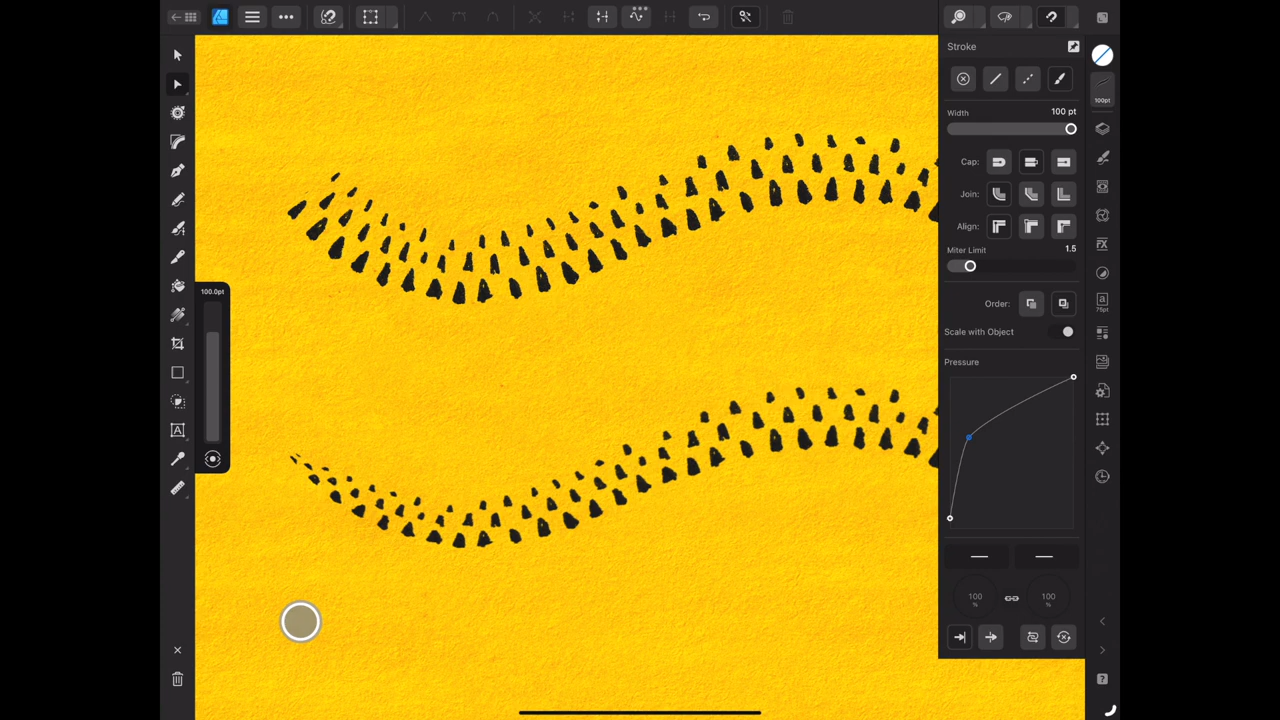 Stroke
Width 100 pt
100pt
Cap:
Join:
Align:
Miter Limit 1.5
100.0pt
Order:
a
75pt
Scale with Object
Pressure
A
100 % 100 %
?